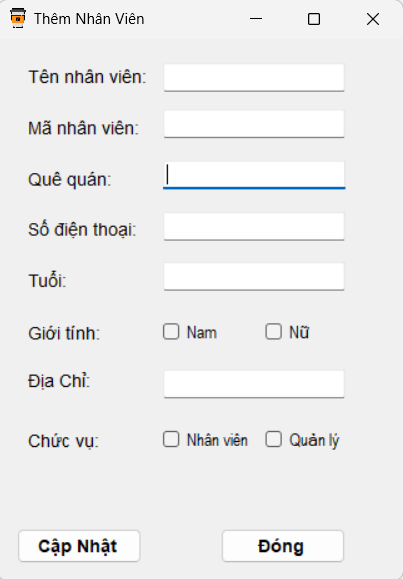 Thêm Nhân Viên
Tên nhân viên:
Mã nhân viên:
Quê quán:
Số điện thoại:
Tuổi:
Giới tính: Nam Nữ
Địa Chỉ:
Chức vụ: Nhân viên Quản lý
Cập Nhật Đóng